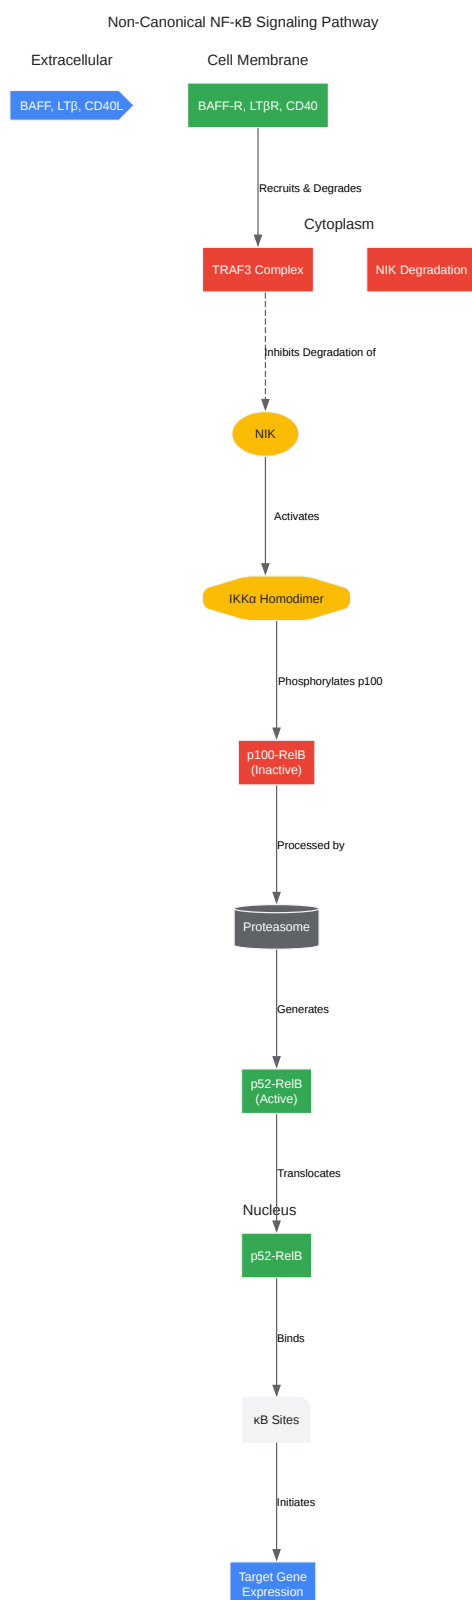 Non-Canonical NF-κB Signaling Pathway
Extracellular
Cell Membrane
BAFF, LTβ, CD40L
BAFF-R, LTβR, CD40
Recruits & Degrades
Cytoplasm
TRAF3 Complex
NIK Degradation
Inhibits Degradation of
NIK
Activates
IKKα Homodimer
Phosphorylates p100
p100-RelB
(Inactive)
Processed by
Proteasome
Generates
p52-RelB
(Active)
Translocates
Nucleus
p52-RelB
Binds
κB Sites
Initiates
Target Gene
Expression